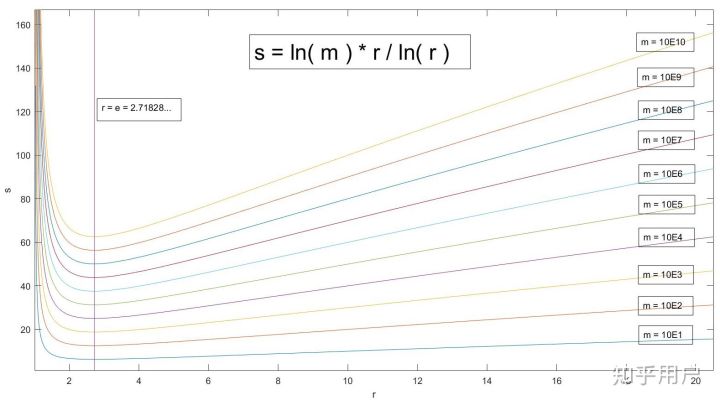 s = ln( m ) * r / ln( r )
r = e = 2.71828...
m = 10E10
m = 10E9
m = 10E8
m = 10E7
m = 10E6
m = 10E5
m = 10E4
m = 10E3
m = 10E2
m = 10E1
160
140
120
100
80
60
40
20
s
2 4 6 8 10 12 14 16 18 20
r
知乎用户